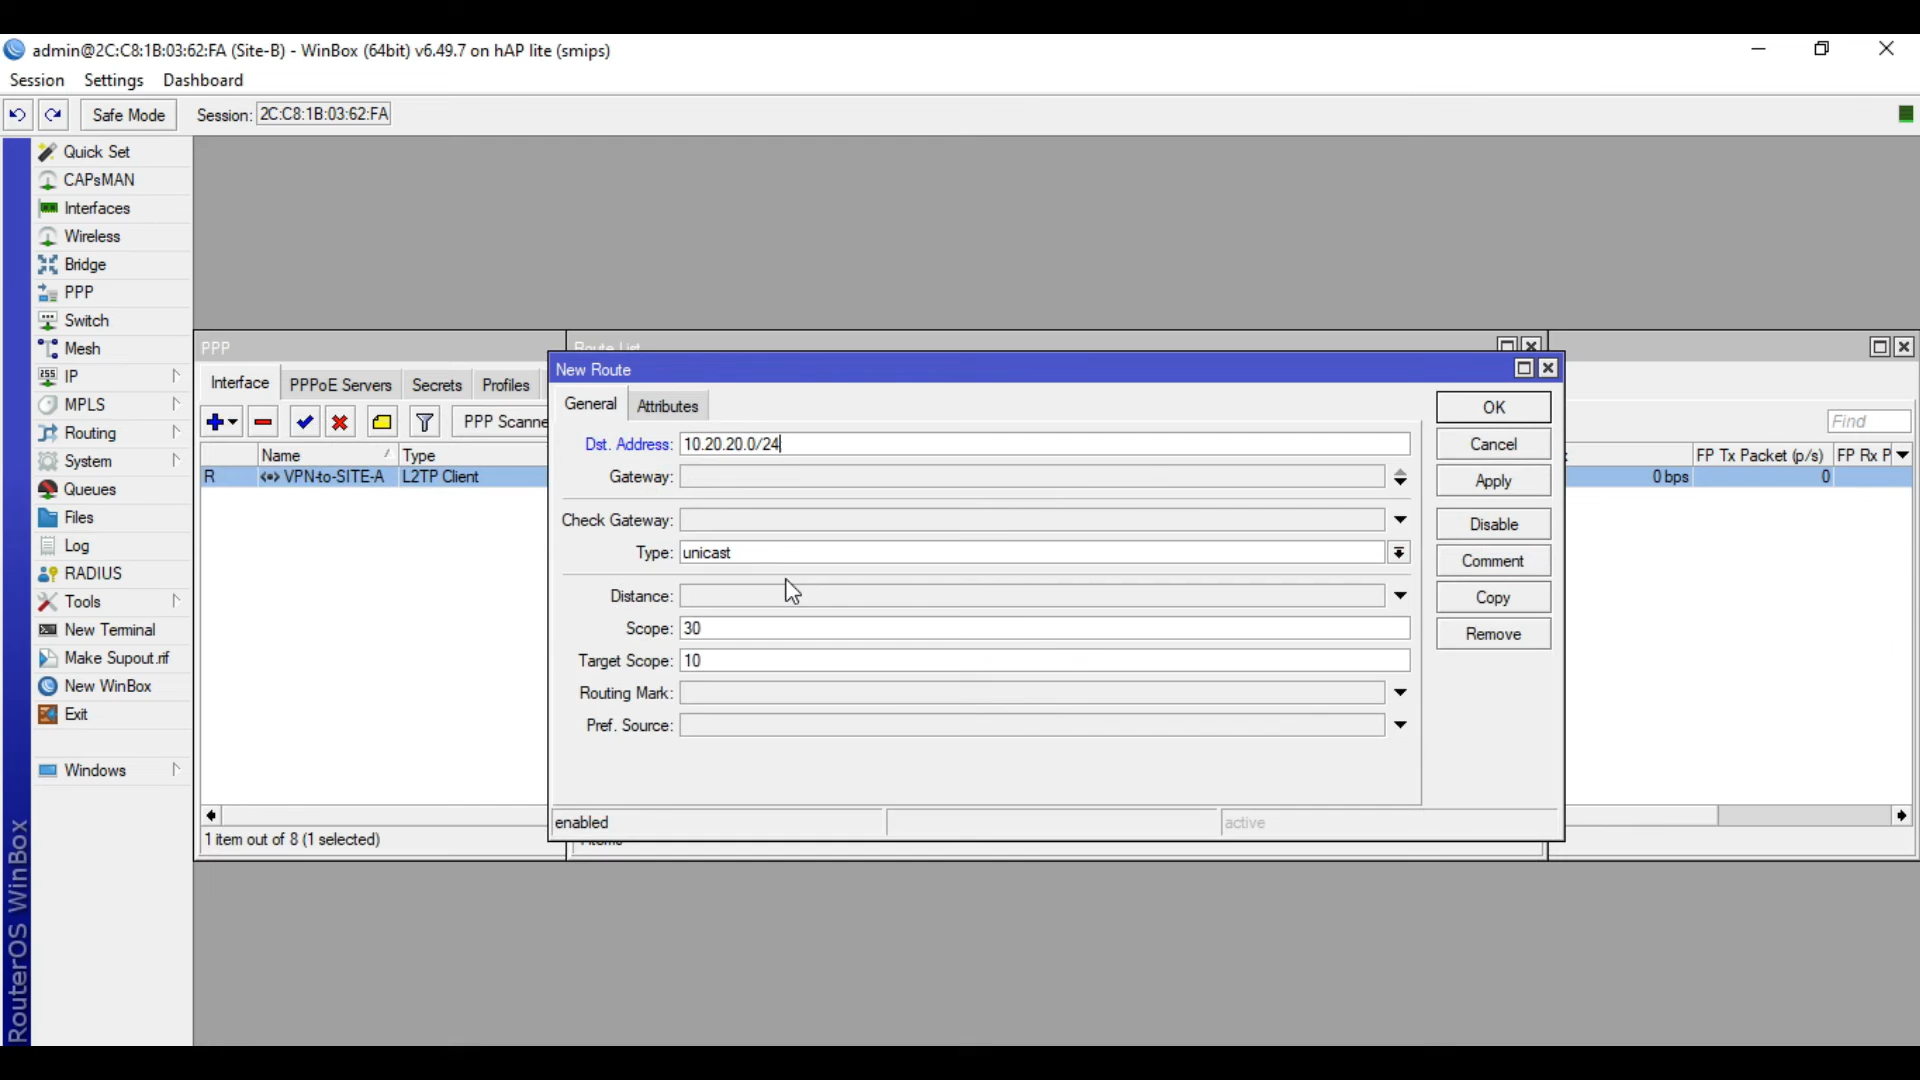 admin@2C:C8:1B:03:62:FA (Site-B) - WinBox (64bit) v6.49.7 on hAP lite (smips)
Session Settings Dashboard
Safe Mode Session: 2C:C8:1B:03:62:FA
Quick Set
CAPsMAN
Interfaces
Wireless
Bridge
PPP
Switch
Mesh
IP
MPLS
Routing
System
Queues
Files
Log
RADIUS
Tools
New Terminal
Make Supout.rif
New WinBox
Exit
Windows
RouterOS WinBox
PPP
Interface PPPoE Servers Secrets Profiles
PPP Scanne
Name Type
R <•> VPN-to-SITE-A L2TP Client
1 item out of 8 (1 selected)
Route List
New Route
General Attributes
Dst. Address: 10.20.20.0/24
Gateway:
Check Gateway:
Type: unicast
Distance:
Scope: 30
Target Scope: 10
Routing Mark:
Pref. Source:
enabled active
OK
Cancel
Apply
Disable
Comment
Copy
Remove
Find
FP Tx Packet (p/s) FP Rx P
0 bps 0